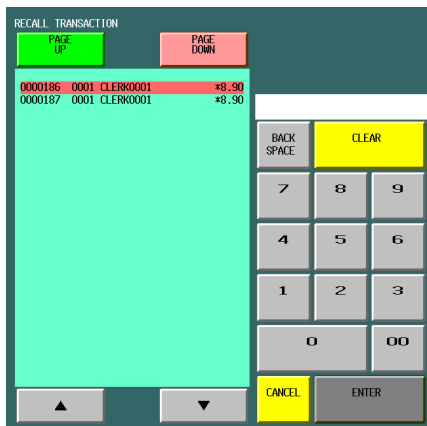 RECALL TRANSACTION
PAGE
UP
PAGE
DOWN
0000186 0001 CLERK0001 *8.90
0000187 0001 CLERK0001 *8.90
BACK
SPACE
CLEAR
7 8 9
4 5 6
1 2 3
0 00
CANCEL ENTER